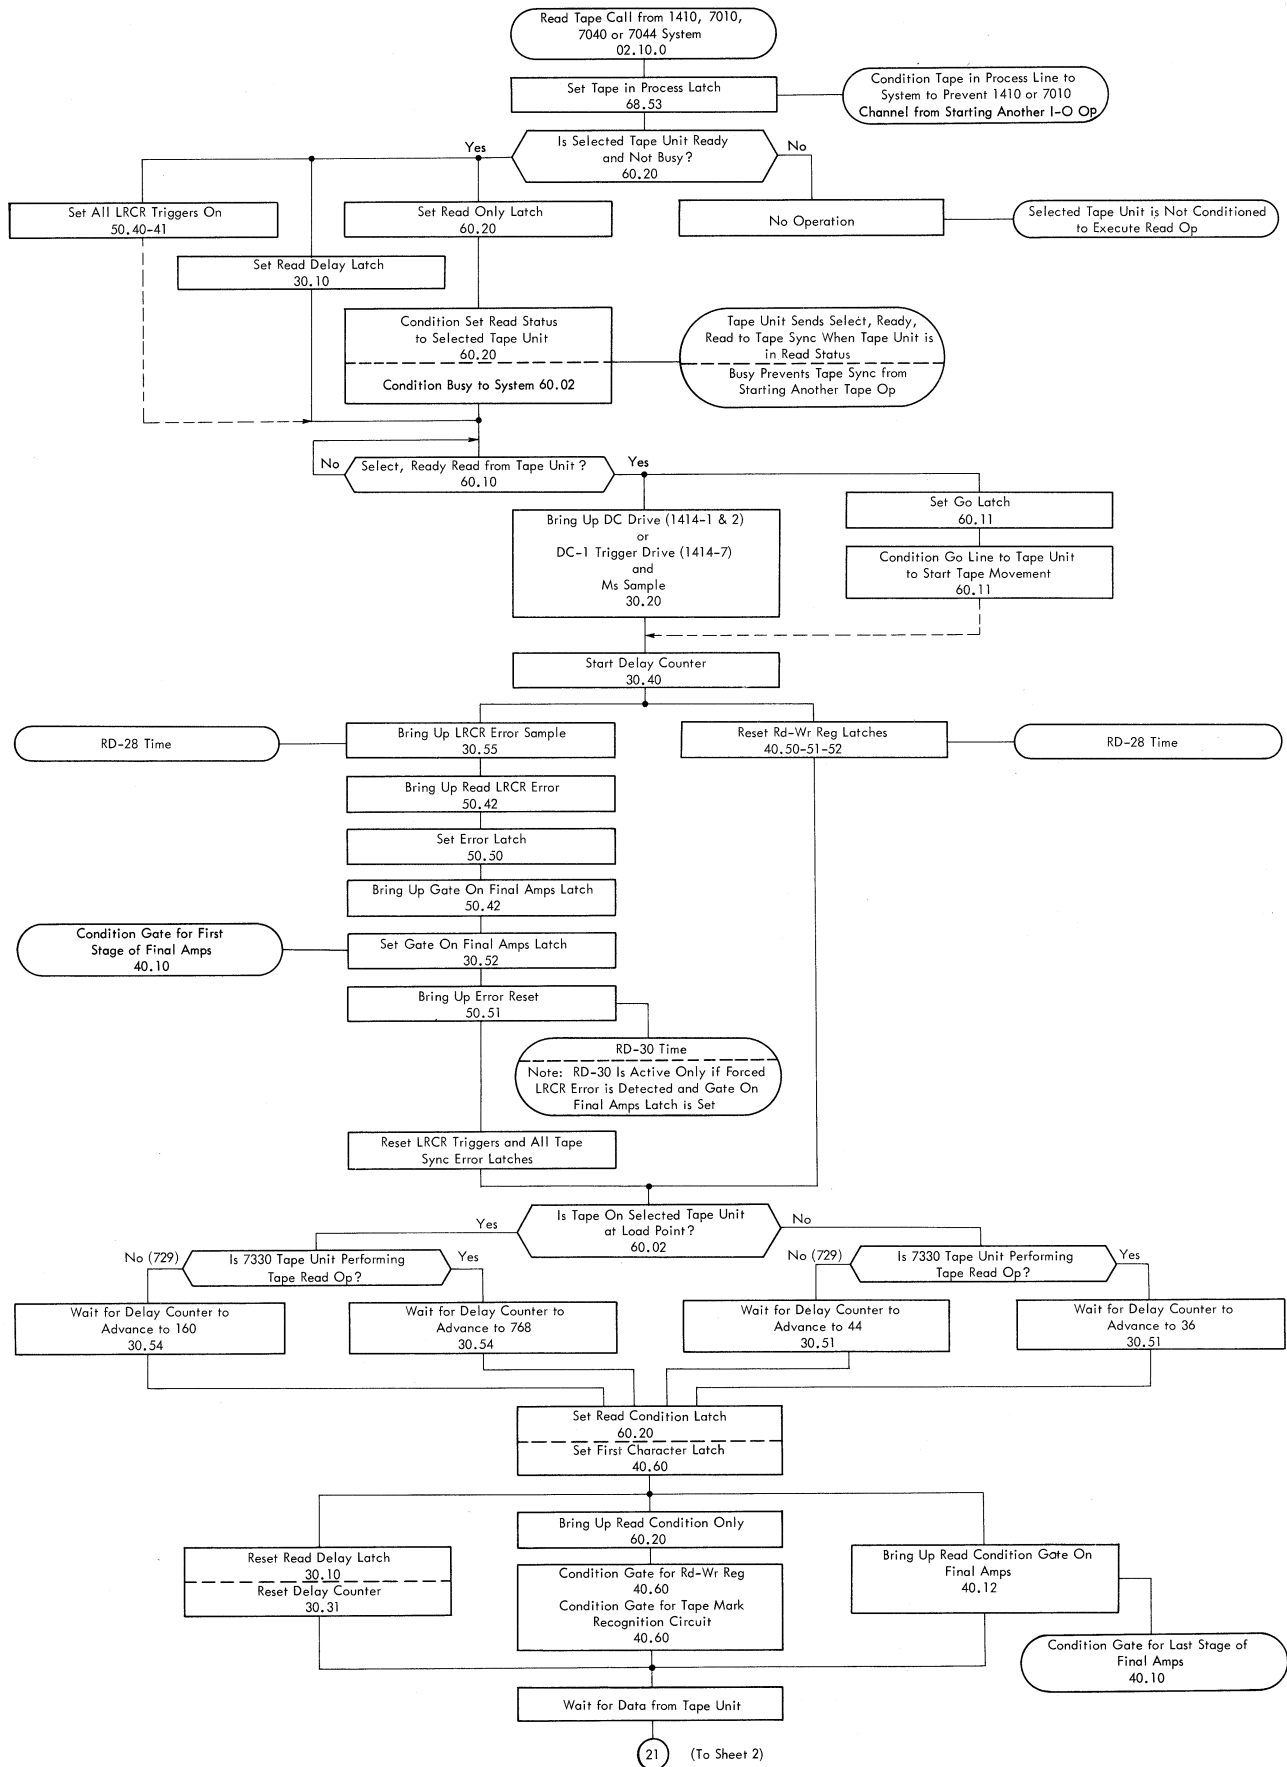 Read Tape Call from 1410, 7010,
7040 or 7044 System
02.10.0
Set Tape in Process Latch
68.53
Condition Tape in Process Line to
System to Prevent 1410 or 7010
Channel from Starting Another I-O Op
Is Selected Tape Unit Ready
and Not Busy?
60.20
Yes
No
Set All LRCR Triggers On
50.40-41
Set Read Only Latch
60.20
No Operation
Selected Tape Unit is Not Conditioned
to Execute Read Op
Set Read Delay Latch
30.10
Condition Set Read Status
to Selected Tape Unit
60.20
Condition Busy to System 60.02
Tape Unit Sends Select, Ready,
Read to Tape Sync When Tape Unit is
in Read Status
Busy Prevents Tape Sync from
Starting Another Tape Op
No
Select, Ready Read from Tape Unit?
60.10
Yes
Bring Up DC Drive (1414-1 & 2)
or
DC-1 Trigger Drive (1414-7)
and
Ms Sample
30.20
Set Go Latch
60.11
Condition Go Line to Tape Unit
to Start Tape Movement
60.11
Start Delay Counter
30.40
RD-28 Time
Bring Up LRCR Error Sample
30.55
Reset Rd-Wr Reg Latches
40.50-51-52
RD-28 Time
Bring Up Read LRCR Error
50.42
Set Error Latch
50.50
Bring Up Gate On Final Amps Latch
50.42
Condition Gate for First
Stage of Final Amps
40.10
Set Gate On Final Amps Latch
30.52
Bring Up Error Reset
50.51
RD-30 Time
Note: RD-30 Is Active Only if Forced
LRCR Error is Detected and Gate On
Final Amps Latch is Set
Reset LRCR Triggers and All Tape
Sync Error Latches
Is Tape On Selected Tape Unit
at Load Point?
60.02
Yes
No
No (729)
Is 7330 Tape Unit Performing
Tape Read Op?
Yes
No (729)
Is 7330 Tape Unit Performing
Tape Read Op?
Yes
Wait for Delay Counter to
Advance to 160
30.54
Wait for Delay Counter to
Advance to 768
30.54
Wait for Delay Counter to
Advance to 44
30.51
Wait for Delay Counter to
Advance to 36
30.51
Set Read Condition Latch
60.20
Set First Character Latch
40.60
Reset Read Delay Latch
30.10
Reset Delay Counter
30.31
Bring Up Read Condition Only
60.20
Condition Gate for Rd-Wr Reg
40.60
Condition Gate for Tape Mark
Recognition Circuit
40.60
Bring Up Read Condition Gate On
Final Amps
40.12
Condition Gate for Last Stage of
Final Amps
40.10
Wait for Data from Tape Unit
21 (To Sheet 2)